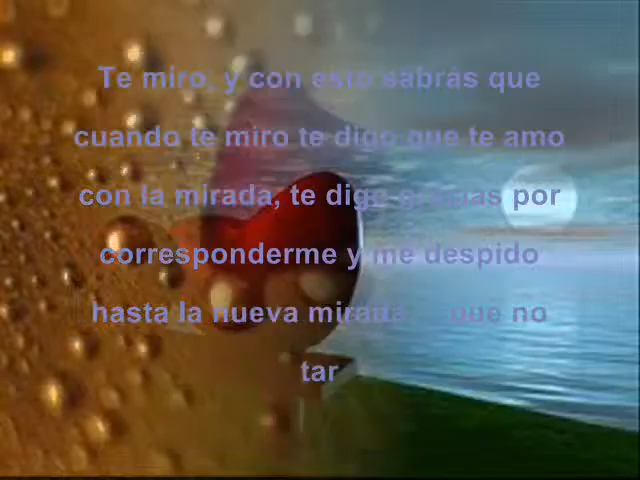 Te miro, y con esto sabrás que
cuando te miro te digo que te amo
con la mirada, te digo gracias por
corresponderme y me despido
hasta la nueva mirada que no
tar